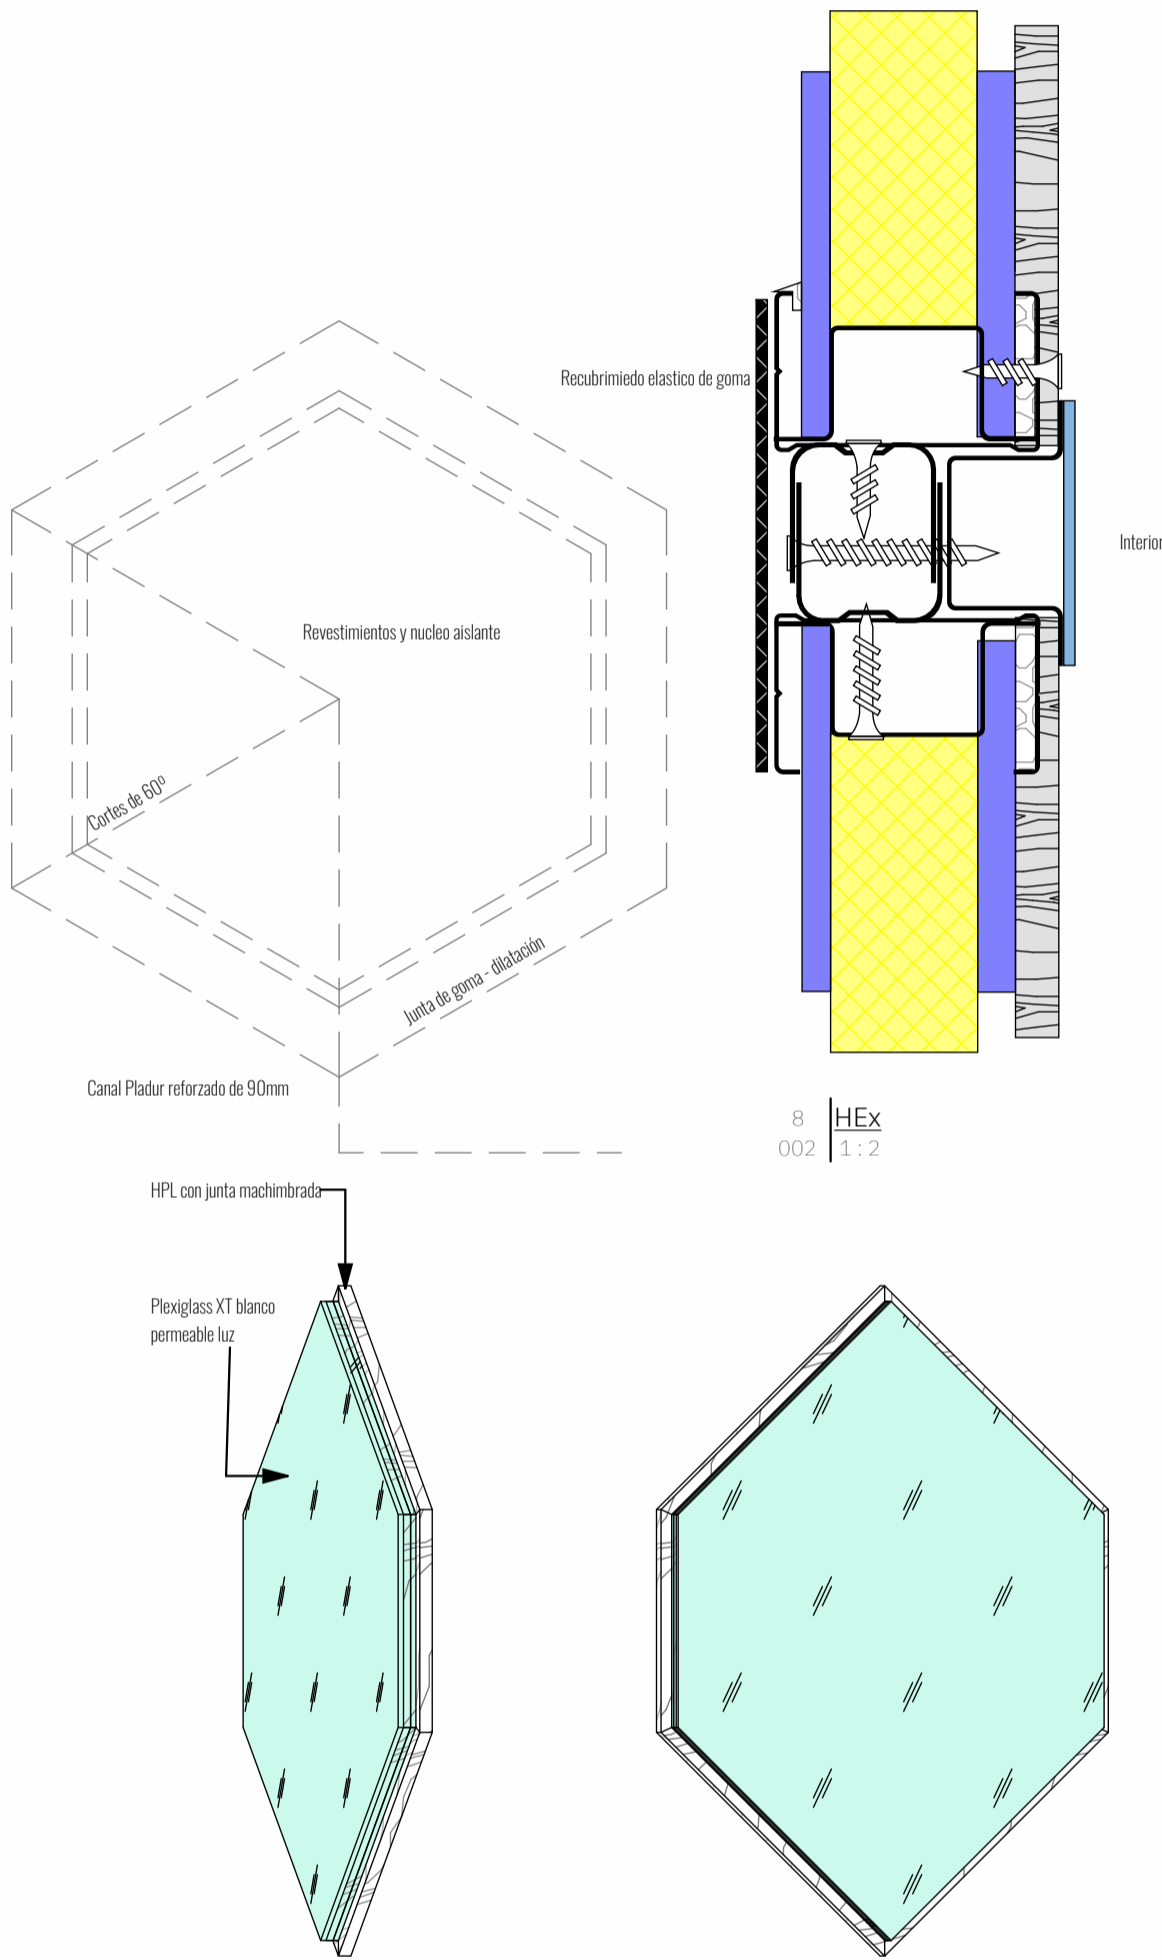 Recubrimiedo elastico de goma
Interior
Revestimientos y nucleo aislante
Cortes de 60º
Junta de goma - dilatación
Canal Pladur reforzado de 90mm
8
HEx
002
1 : 2
HPL con junta machimbrada
Plexiglass XT blanco
permeable luz